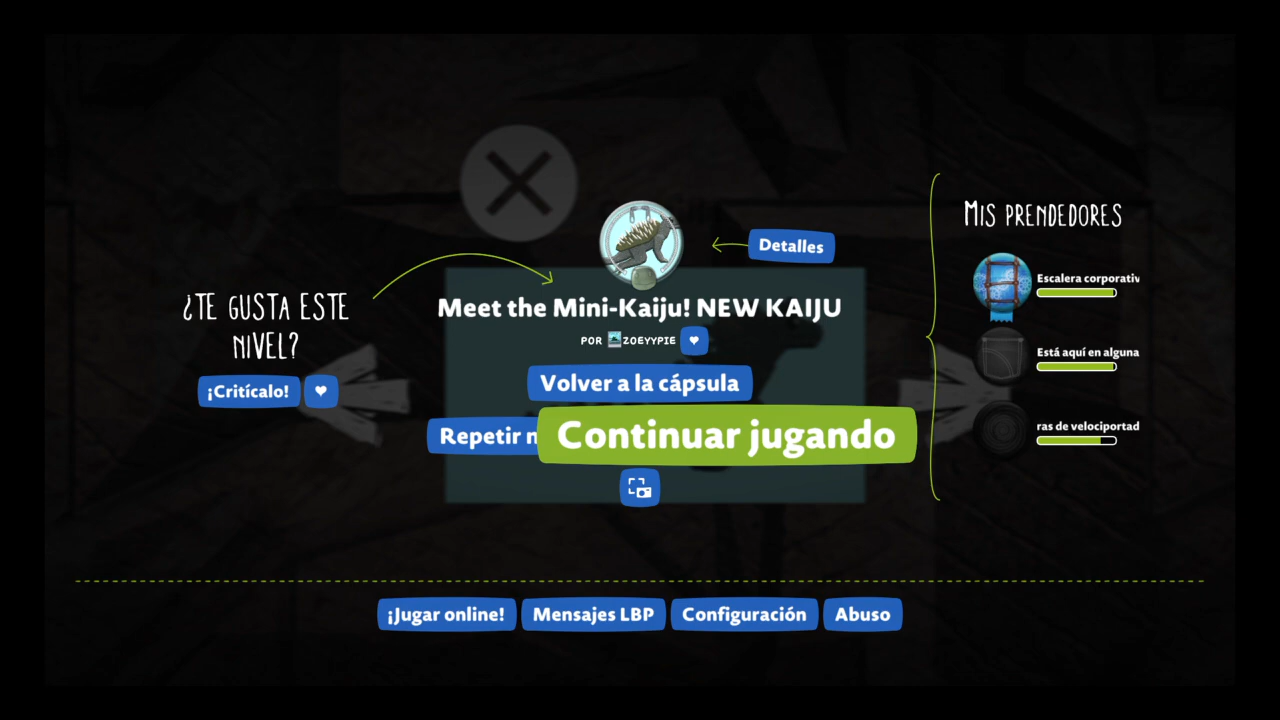 ¿TE GUSTA ESTE
NIVEL?
¡Critícalo!
Detalles
Meet the Mini-Kaiju! NEW KAIJU
POR ZOEYYPIE
Volver a la cápsula
Repetir n
Continuar jugando
MIS PRENDEDORES
Escalera corporativ
Está aquí en alguna
ras de velociportad
¡Jugar online!
Mensajes LBP
Configuración
Abuso